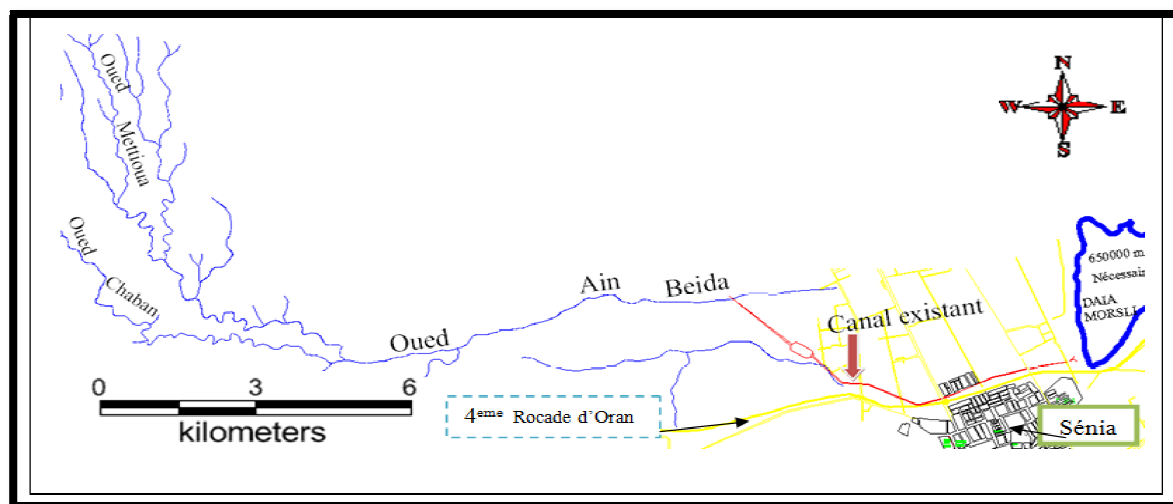 N
W E
S
Oued
Mettioua
Oued
Chaban
650000 m
Nécessair
DAIA
MORSLI
Ain Beida
Canal existant
Oued
0 3 6
kilometers
4eme Rocade d'Oran
Sénia